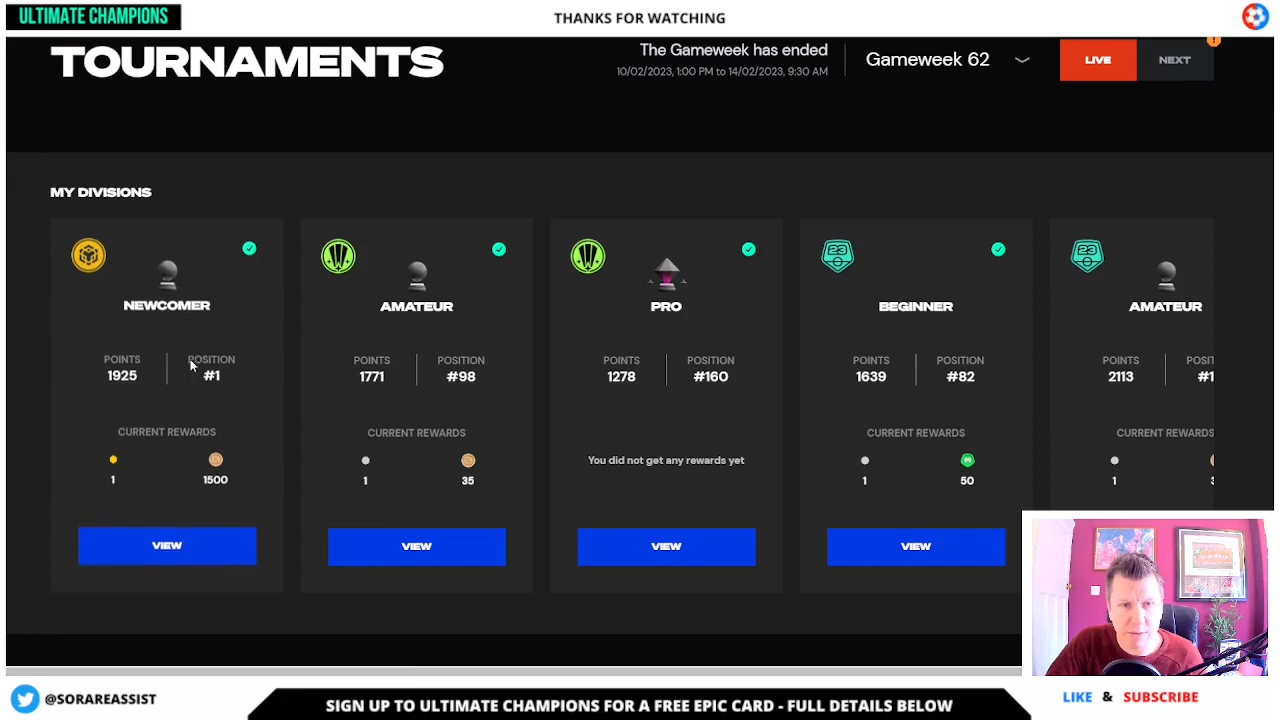 ULTIMATE CHAMPIONS
THANKS FOR WATCHING
TOURNAMENTS
The Gameweek has ended
10/02/2023, 1:00 PM to 14/02/2023, 9:30 AM
Gameweek 62
LIVE
NEXT
!
MY DIVISIONS
NEWCOMER
POINTS
1925
POSITION
#1
CURRENT REWARDS
1
1500
VIEW
AMATEUR
POINTS
1771
POSITION
#98
CURRENT REWARDS
1
35
VIEW
PRO
POINTS
1278
POSITION
#160
You did not get any rewards yet
VIEW
23
BEGINNER
POINTS
1639
POSITION
#82
CURRENT REWARDS
1
50
VIEW
23
AMATEUR
POINTS
2113
POSIT
#1
CURRENT REWARDS
1
@SORAREASSIST
SIGN UP TO ULTIMATE CHAMPIONS FOR A FREE EPIC CARD - FULL DETAILS BELOW
LIKE & SUBSCRIBE